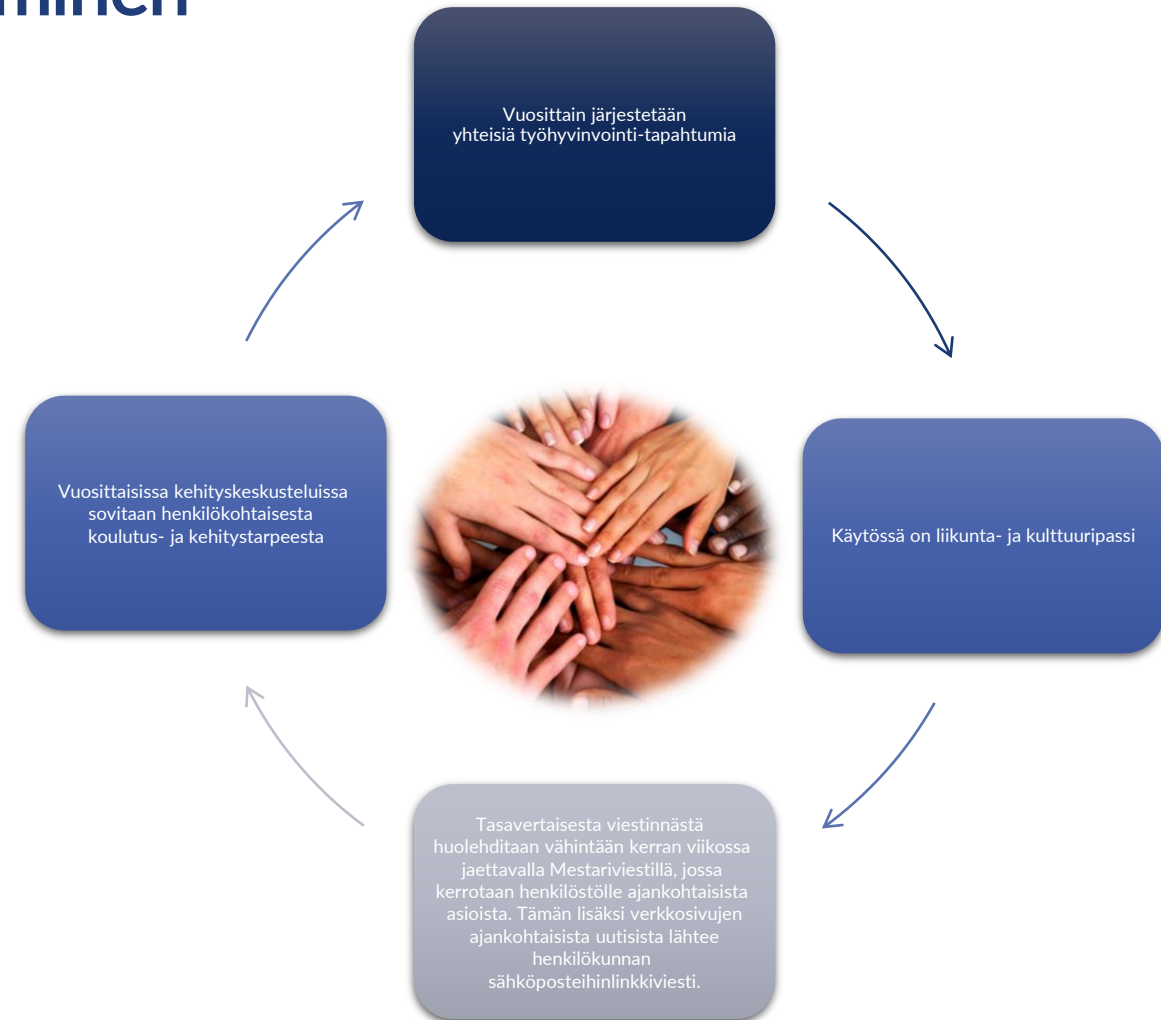 minen
Vuosittain järjestetään
yhteisiä työhyvinvointi-tapahtumia
Käytössä on liikunta- ja kulttuuripassi
Tasavertaisesta viestinnästä
huolehditaan vähintään kerran viikossa
jaettavalla Mestariviestillä, jossa
kerrotaan henkilöstölle ajankohtaisista
asioista. Tämän lisäksi verkkosivujen
ajankohtaisista uutisista lähtee
henkilökunnan
sähköposteihinlinkkiviesti.
Vuosittaisissa kehityskeskusteluissa
sovitaan henkilökohtaisesta
koulutus- ja kehitystarpeesta